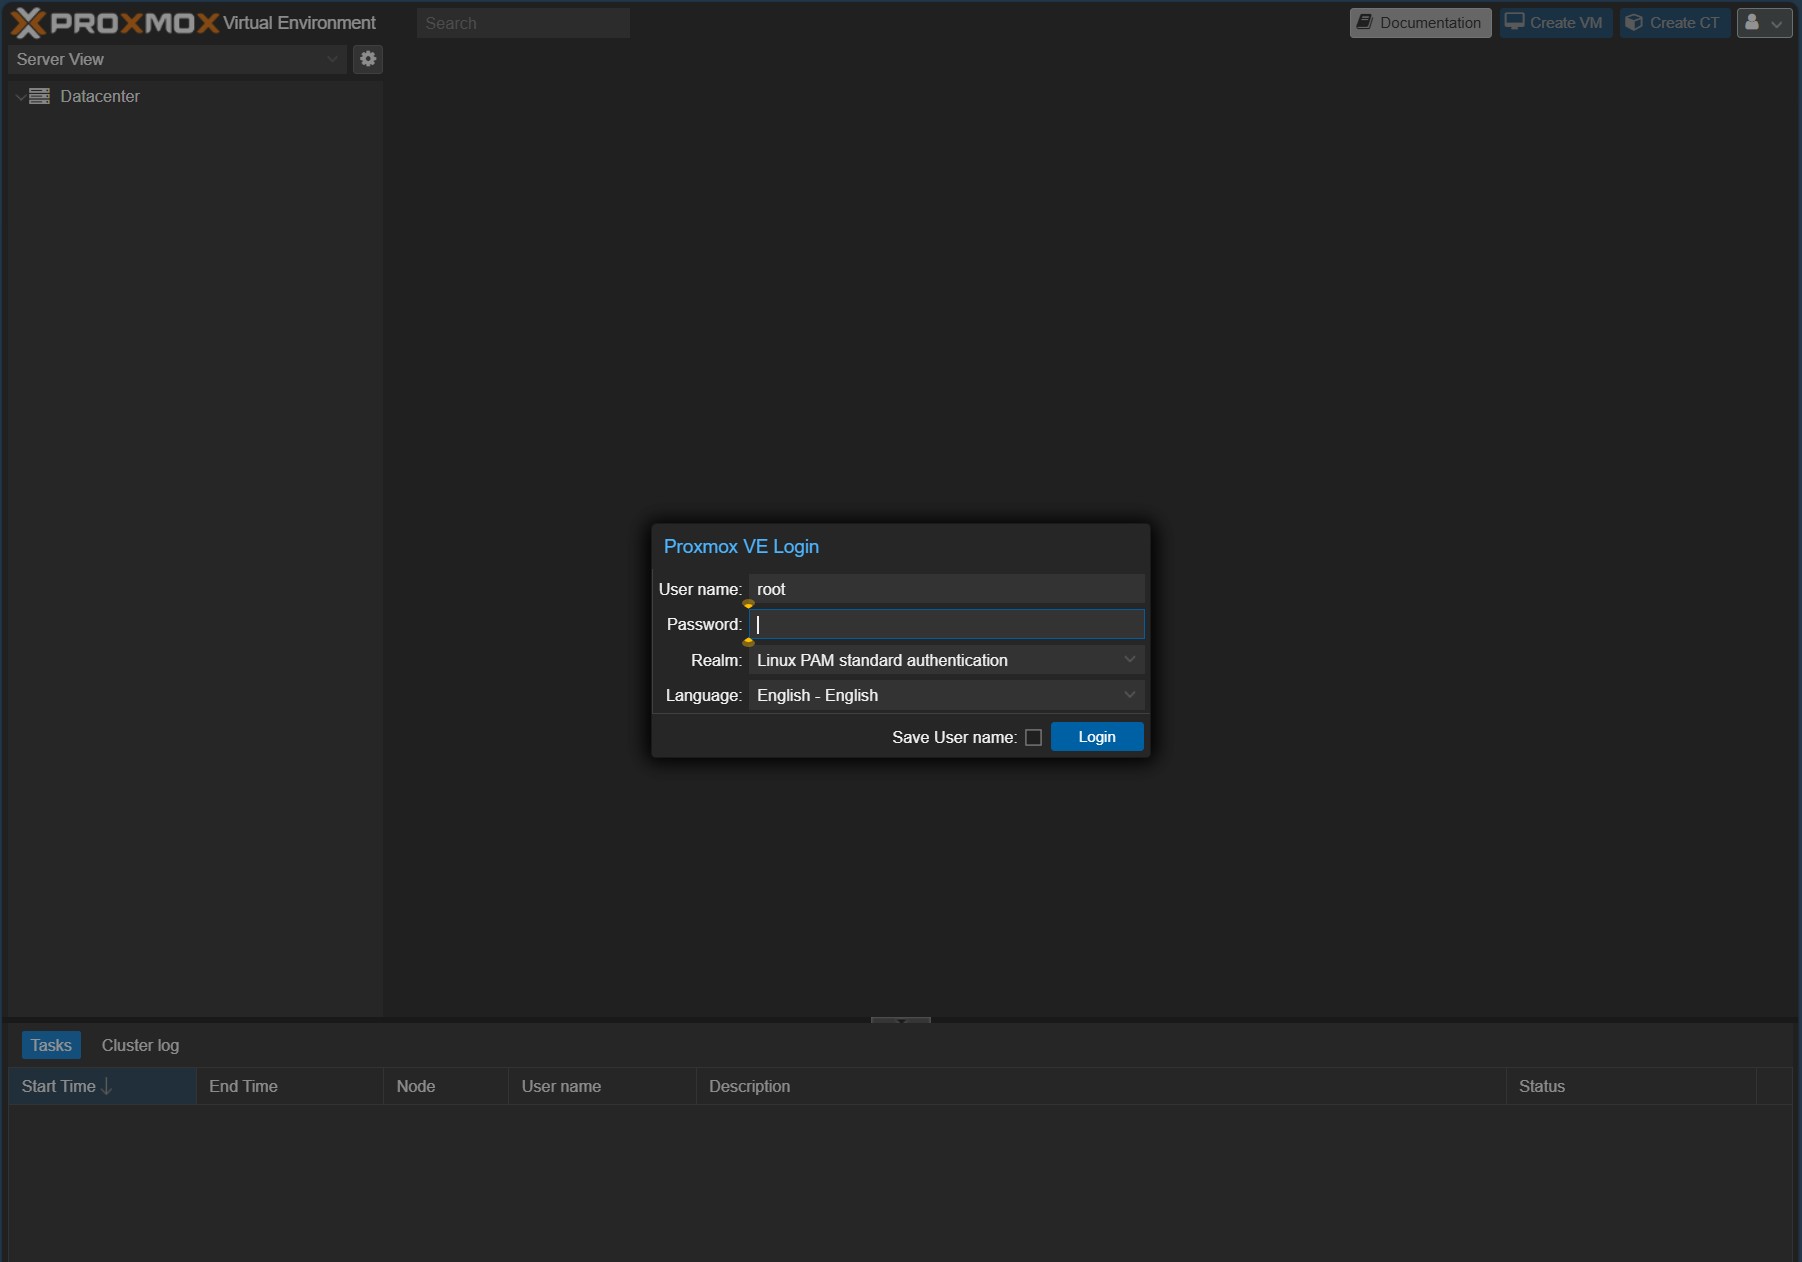 PROXMOX Virtual Environment
Search
Documentation
Create VM
Create CT
Server View
Datacenter
Proxmox VE Login
User name: root
Password:
Realm: Linux PAM standard authentication
Language: English - English
Save User name:
Login
Tasks
Cluster log
Start Time
End Time
Node
User name
Description
Status